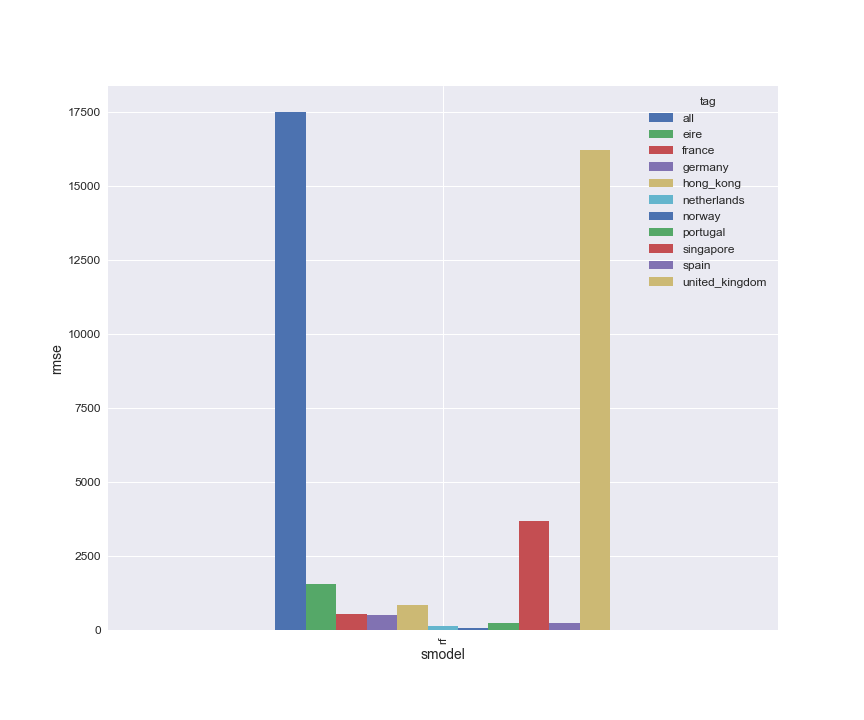 17500
15000
12500
10000
7500
5000
2500
0
rmse
rf
smodel
tag
all
eire
france
germany
hong_kong
netherlands
norway
portugal
singapore
spain
united_kingdom